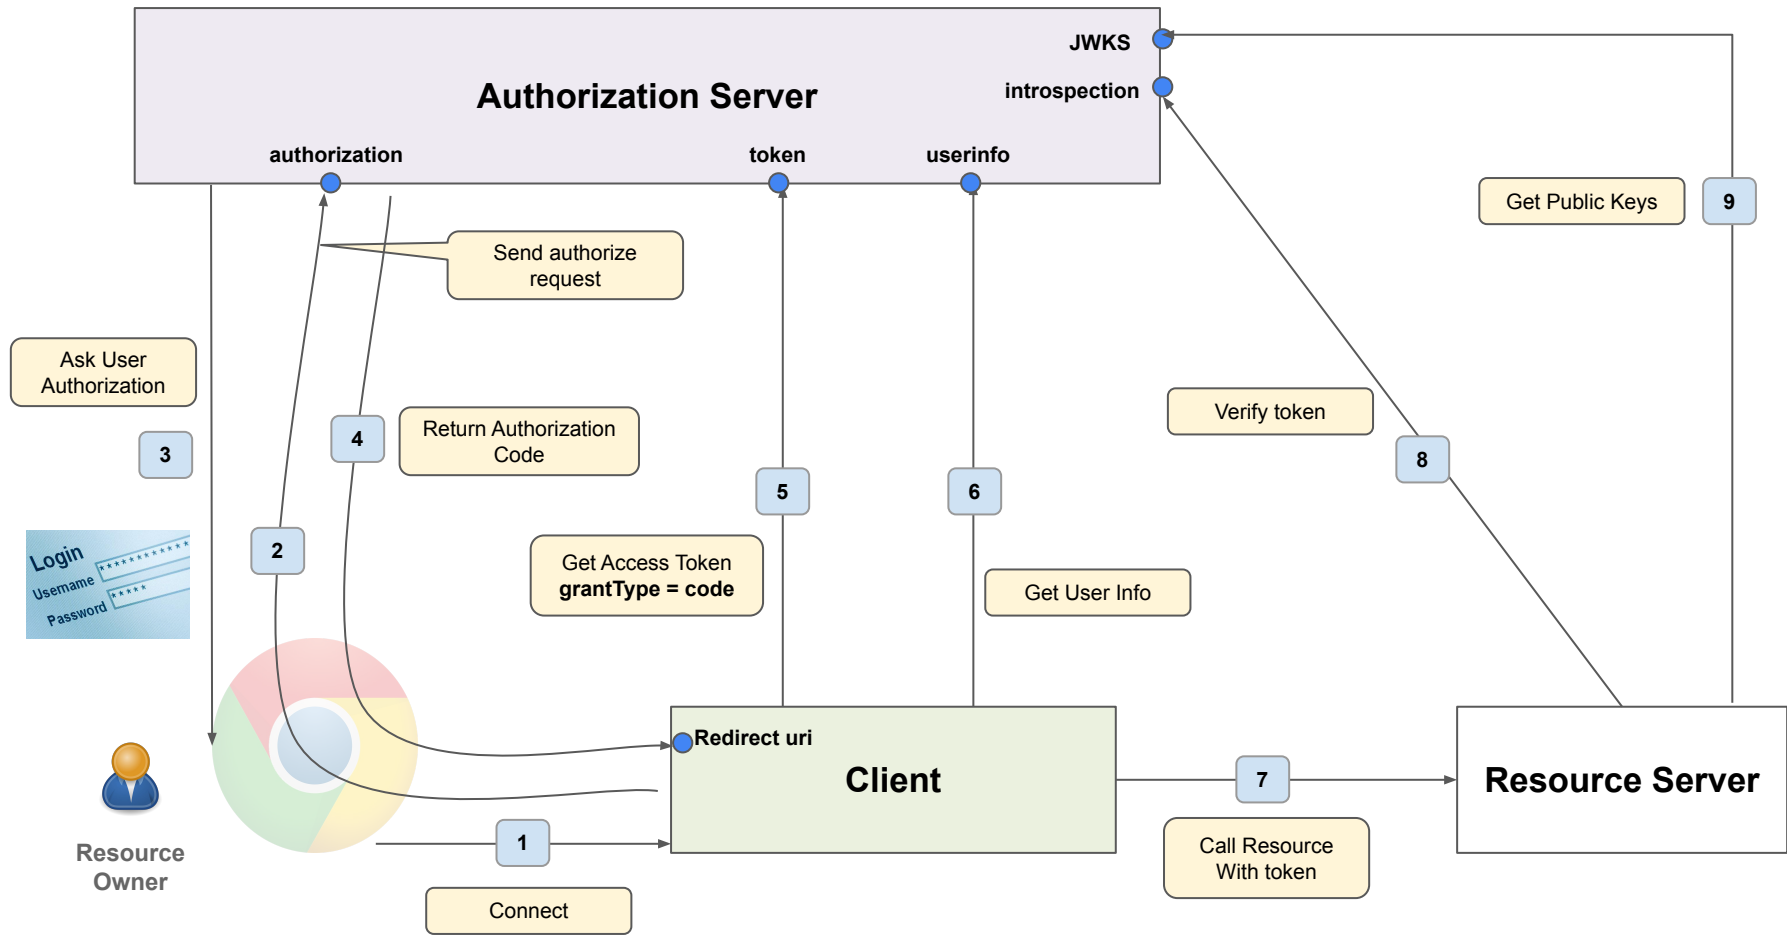 JWKS
Authorization Server
introspection
authorization
token
userinfo
Get Public Keys
9
Send authorize
request
Ask User
Authorization
3
4
Return Authorization
Code
Verify token
8
5
6
2
Login
Username
***********
Password
*****
Get Access Token
grantType = code
Get User Info
Redirect uri
Client
7
Resource Server
Call Resource
With token
1
Connect
Resource
Owner